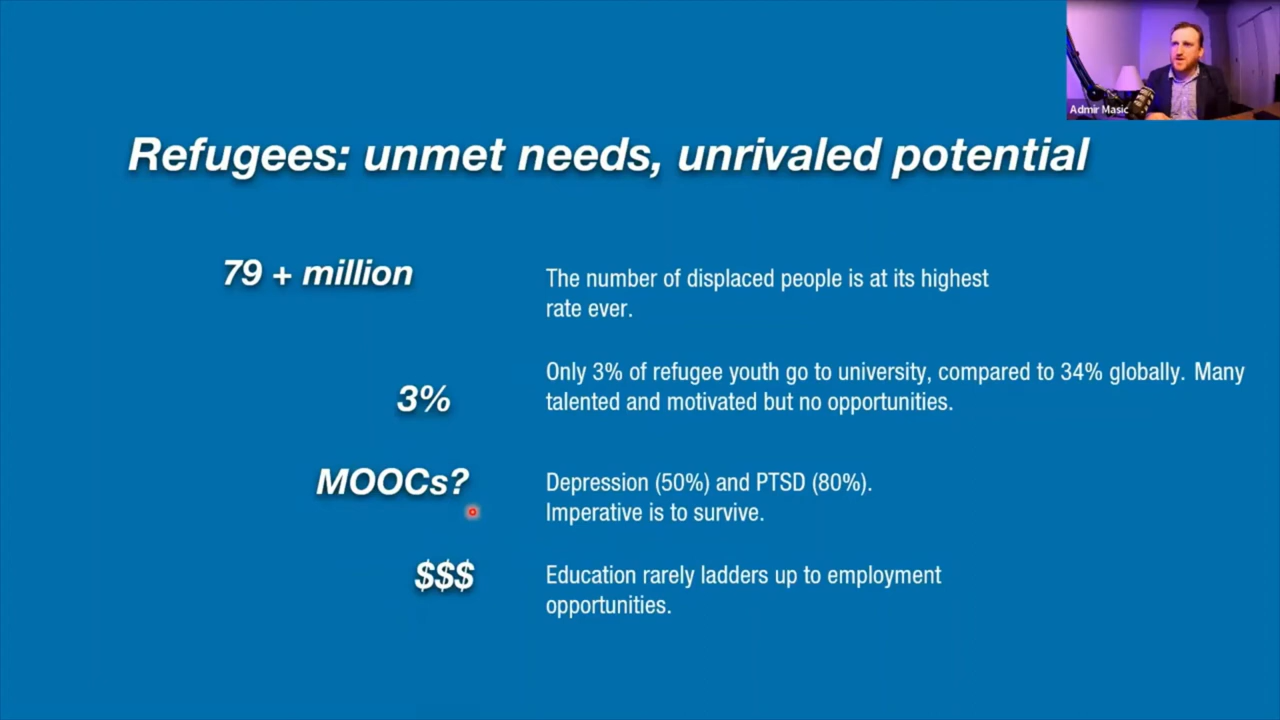 Admir Masic
Refugees: unmet needs, unrivaled potential
79 + million
The number of displaced people is at its highest
rate ever.
3%
Only 3% of refugee youth go to university, compared to 34% globally. Many
talented and motivated but no opportunities.
MOOCs?
Depression (50%) and PTSD (80%).
Imperative is to survive.
$$$
Education rarely ladders up to employment
opportunities.